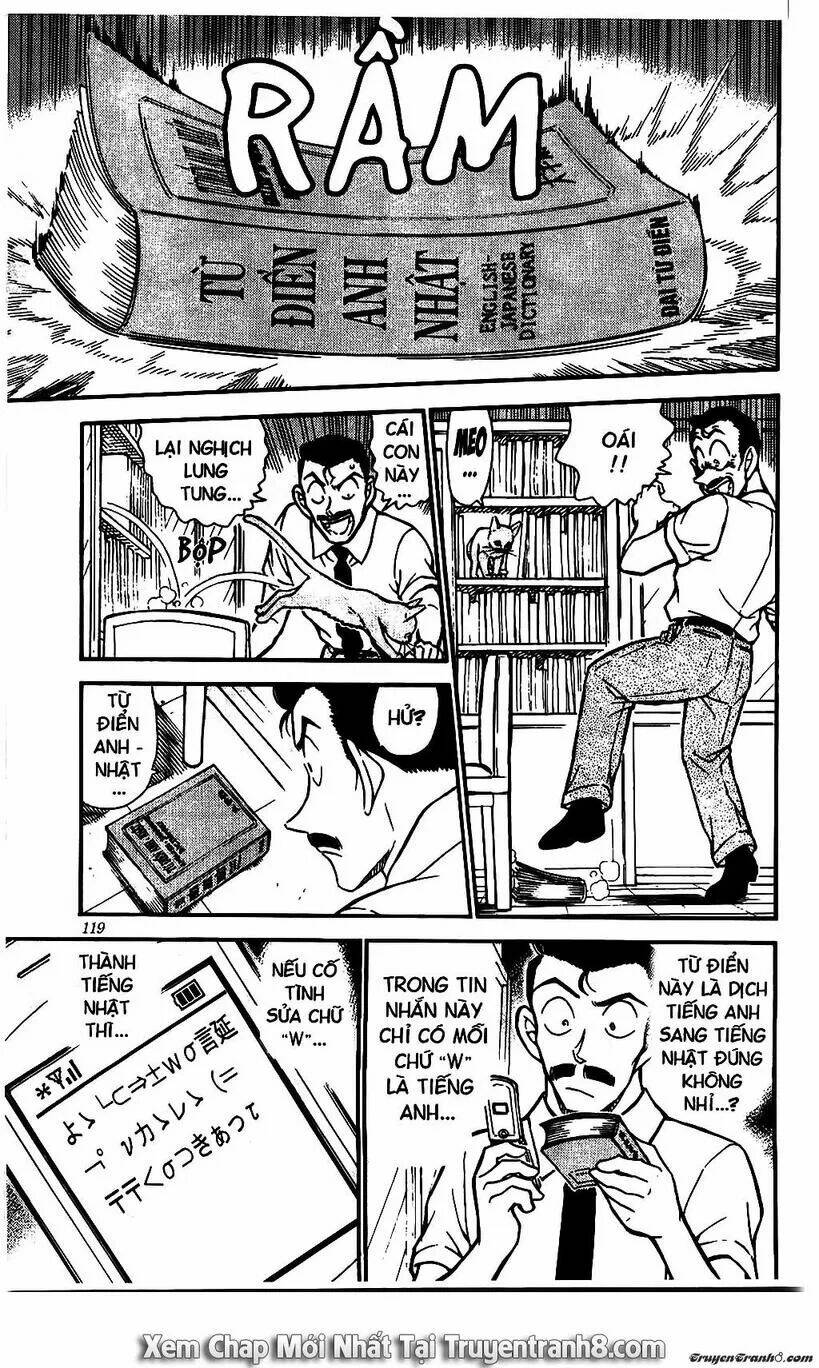 RẦM
TỪ
ĐIỂN
ANH
NHẬT
ENGLISH-
JAPANESE
DICTIONARY
ĐẠI TỪ ĐIỂN
OÁI
!!
MEO
...
CÁI
CON
NÀY
...
LẠI NGHỊCH
LUNG
TUNG...
BỘP
HỬ?
TỪ
ĐIỂN
ANH -
NHẬT
...
119
TỪ ĐIỂN
NÀY LÀ DỊCH
TIẾNG ANH
SANG TIẾNG
NHẬT ĐÚNG
KHÔNG
NHỈ...?
TRONG TIN
NHẮN NÀY
CHỈ CÓ MỖI
CHỮ "W"
LÀ TIẾNG
ANH...
NẾU CỐ
TÌNH
SỬA CHỮ
"W"...
THÀNH
TIẾNG
NHẬT
THÌ...
Xem Chap Mới Nhất Tại Truyentranh8.com
TruyenTranh8.com